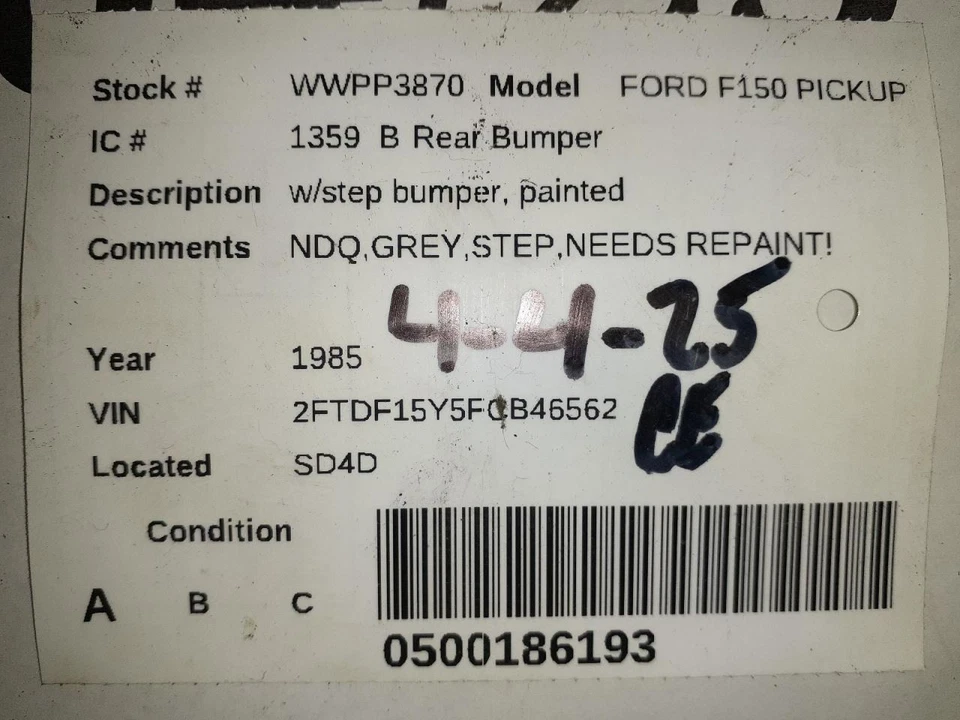 Stock # WWPP3870 Model FORD F150 PICKUP
IC # 1359 B Rear Bumper
Description w/step bumper, painted
Comments NDQ,GREY,STEP,NEEDS REPAINT!
4-4-25
Year 1985
VIN 2FTDF15Y5FCB46562
CE
Located SD4D
Condition
A B C
0500186193